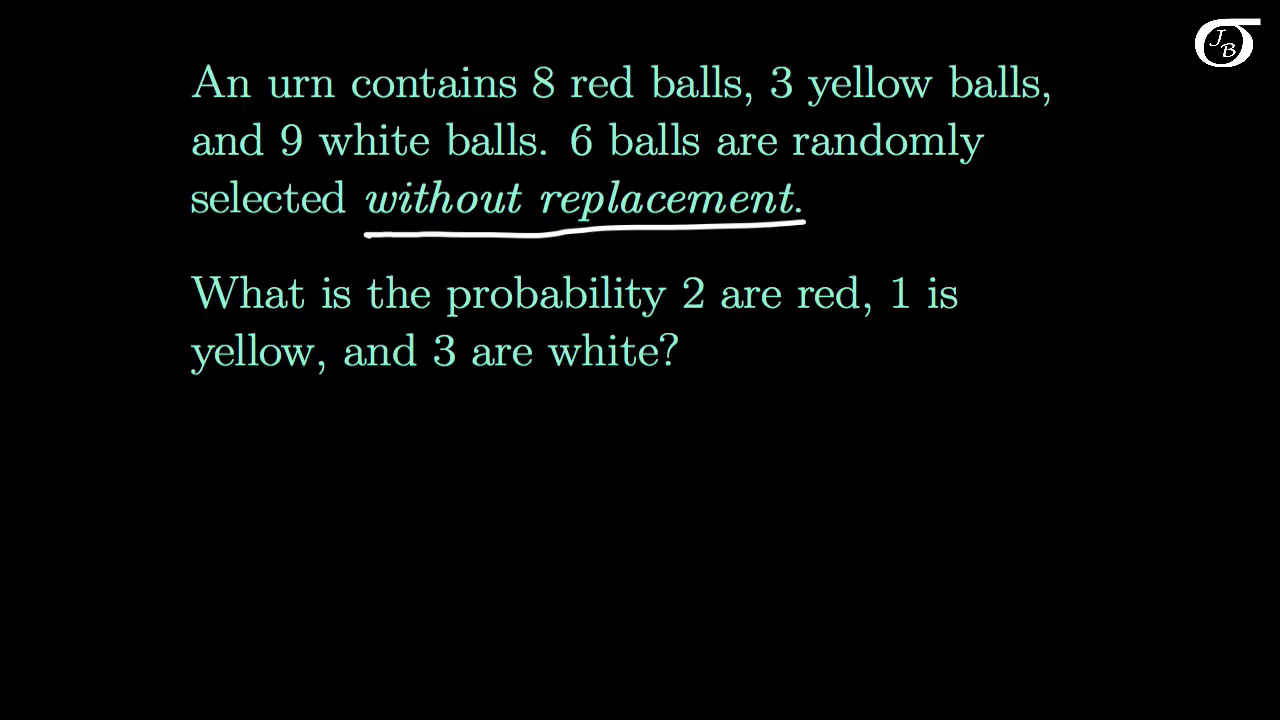 JB
An urn contains 8 red balls, 3 yellow balls,
and 9 white balls. 6 balls are randomly
selected without replacement.
What is the probability 2 are red, 1 is
yellow, and 3 are white?